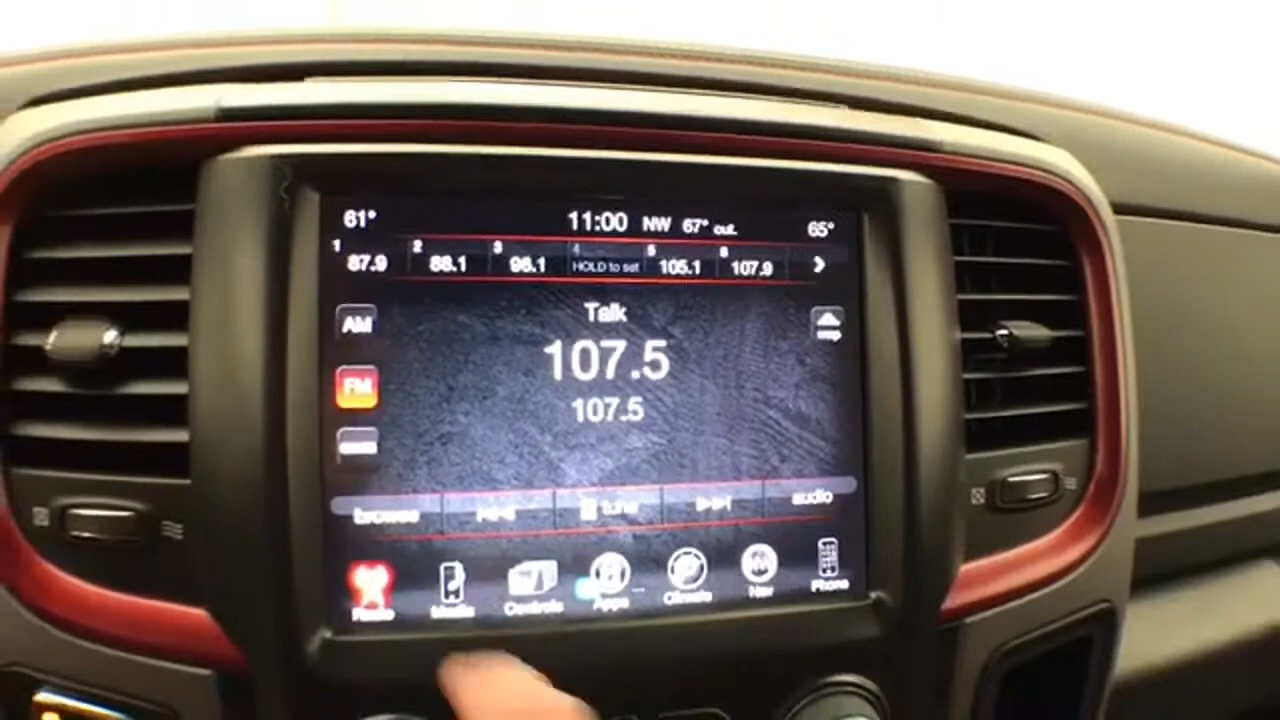 61° 11:00 NW 67° out. 65°
1 2 3 4 5 6
87.9 88.1 96.1 HOLD to set 105.1 107.9
Talk
AM
107.5
map
FM
107.5
browse tune audio
Radio Media Controls Apps Climate Nav Phone